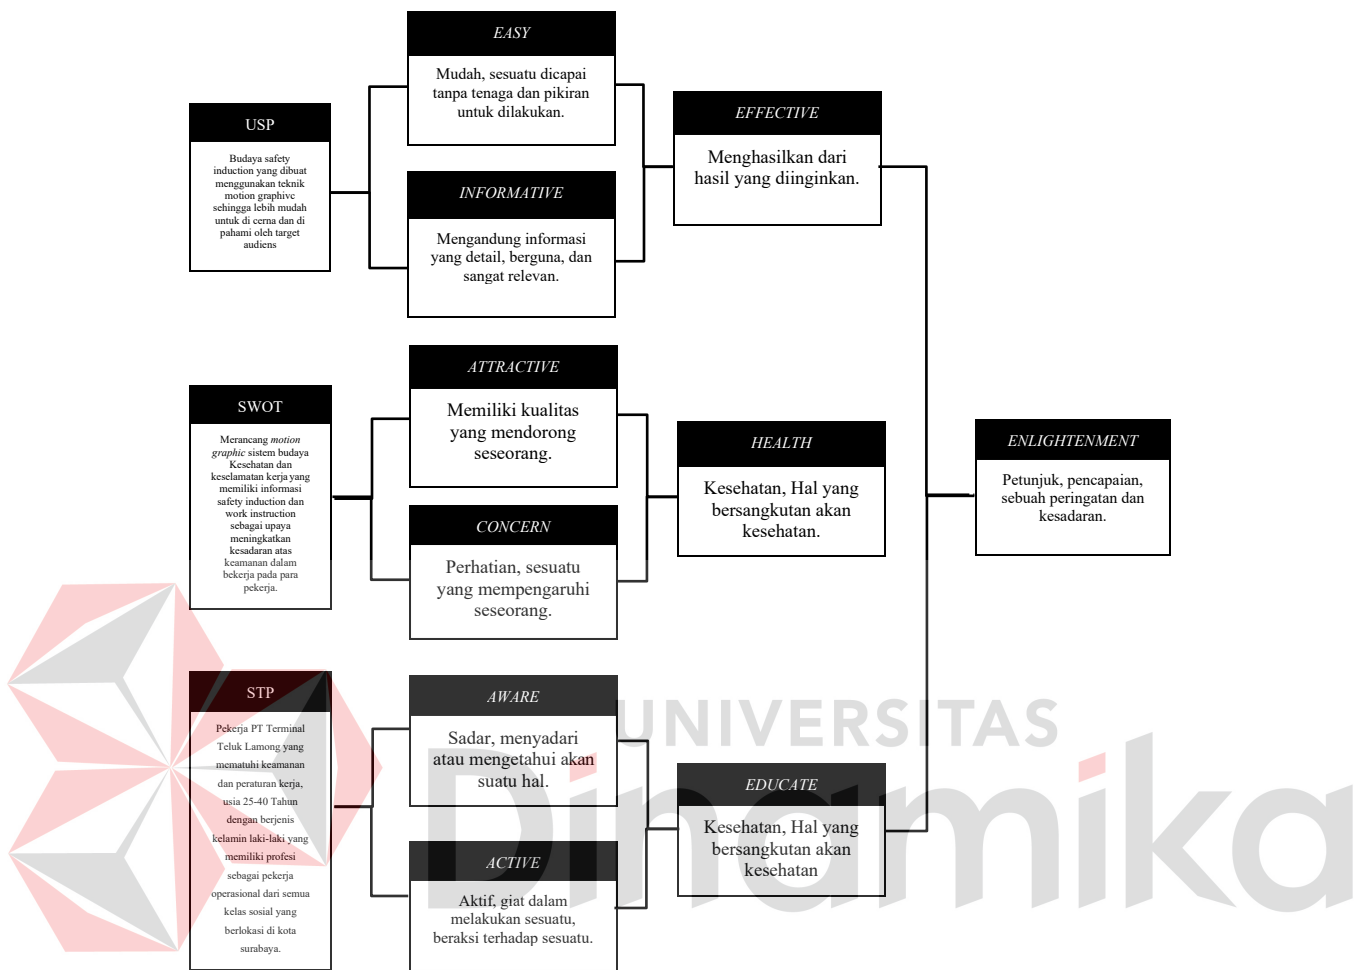 EASY
Mudah, sesuatu dicapai
tanpa tenaga dan pikiran
untuk dilakukan.
USP
Budaya safety
induction yang dibuat
menggunakan teknik
motion graphivc
sehingga lebih mudah
untuk di cerna dan di
pahami oleh target
audiens
INFORMATIVE
Mengandung informasi
yang detail, berguna, dan
sangat relevan.
EFFECTIVE
Menghasilkan dari
hasil yang diinginkan.
ATTRACTIVE
Memiliki kualitas
yang mendorong
seseorang.
SWOT
Merancang motion
graphic sistem budaya
Kesehatan dan
keselamatan kerja yang
memiliki informasi
safety induction dan
work instruction
sebagai upaya
meningkatkan
kesadaran atas
keamanan dalam
bekerja pada para
pekerja.
CONCERN
Perhatian, sesuatu
yang mempengaruhi
seseorang.
HEALTH
Kesehatan, Hal yang
bersangkutan akan
kesehatan.
ENLIGHTENMENT
Petunjuk, pencapaian,
sebuah peringatan dan
kesadaran.
STP
Pekerja PT Terminal
Teluk Lamong yang
mematuhi keamanan
dan peraturan kerja,
usia 25-40 Tahun
dengan berjenis
kelamin laki-laki yang
memiliki profesi
sebagai pekerja
operasional dari semua
kelas sosial yang
berlokasi di kota
surabaya.
AWARE
Sadar, menyadari
atau mengetahui akan
suatu hal.
ACTIVE
Aktif, giat dalam
melakukan sesuatu,
beraksi terhadap sesuatu.
EDUCATE
Kesehatan, Hal yang
bersangkutan akan
kesehatan
UNIVERSITAS
Dinamika